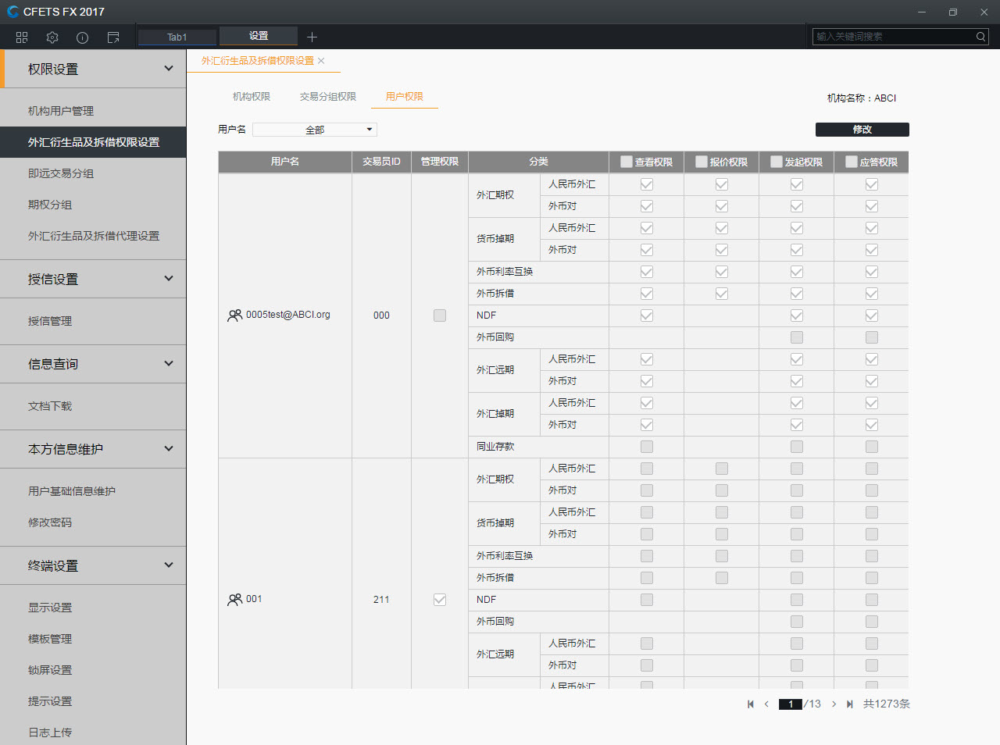 CFETS FX 2017
Tab1 设置
输入关键词搜索
权限设置
机构用户管理
外汇衍生品及拆借权限设置
即远交易分组
期权分组
外汇衍生品及拆借代理设置
授信设置
授信管理
信息查询
文档下载
本方信息维护
用户基础信息维护
修改密码
终端设置
显示设置
模板管理
锁屏设置
提示设置
日志上传
外汇衍生品及拆借权限设置
机构权限 交易分组权限 用户权限
机构名称：ABCI
用户名 全部 修改
用户名 交易员ID 管理权限 分类 查看权限 报价权限 发起权限 应答权限
0005test@ABCI.org 000
外汇期权 人民币外汇
外币对
货币掉期 人民币外汇
外币对
外币利率互换
外币拆借
NDF
外币回购
外汇远期 人民币外汇
外币对
外汇掉期 人民币外汇
外币对
同业存款
001 211
外汇期权 人民币外汇
外币对
货币掉期 人民币外汇
外币对
外币利率互换
外币拆借
NDF
外币回购
外汇远期 人民币外汇
外币对
人民币外汇
1 /13 共1273条